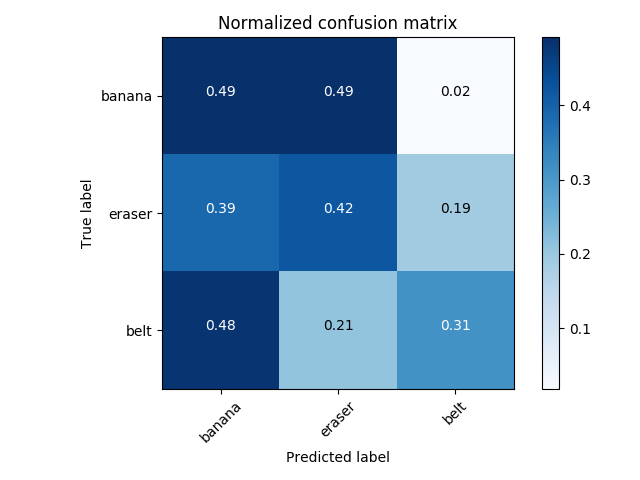 Normalized confusion matrix
True label
banana 0.49 0.49 0.02
eraser 0.39 0.42 0.19
belt 0.48 0.21 0.31
banana eraser belt
Predicted label
0.4
0.3
0.2
0.1